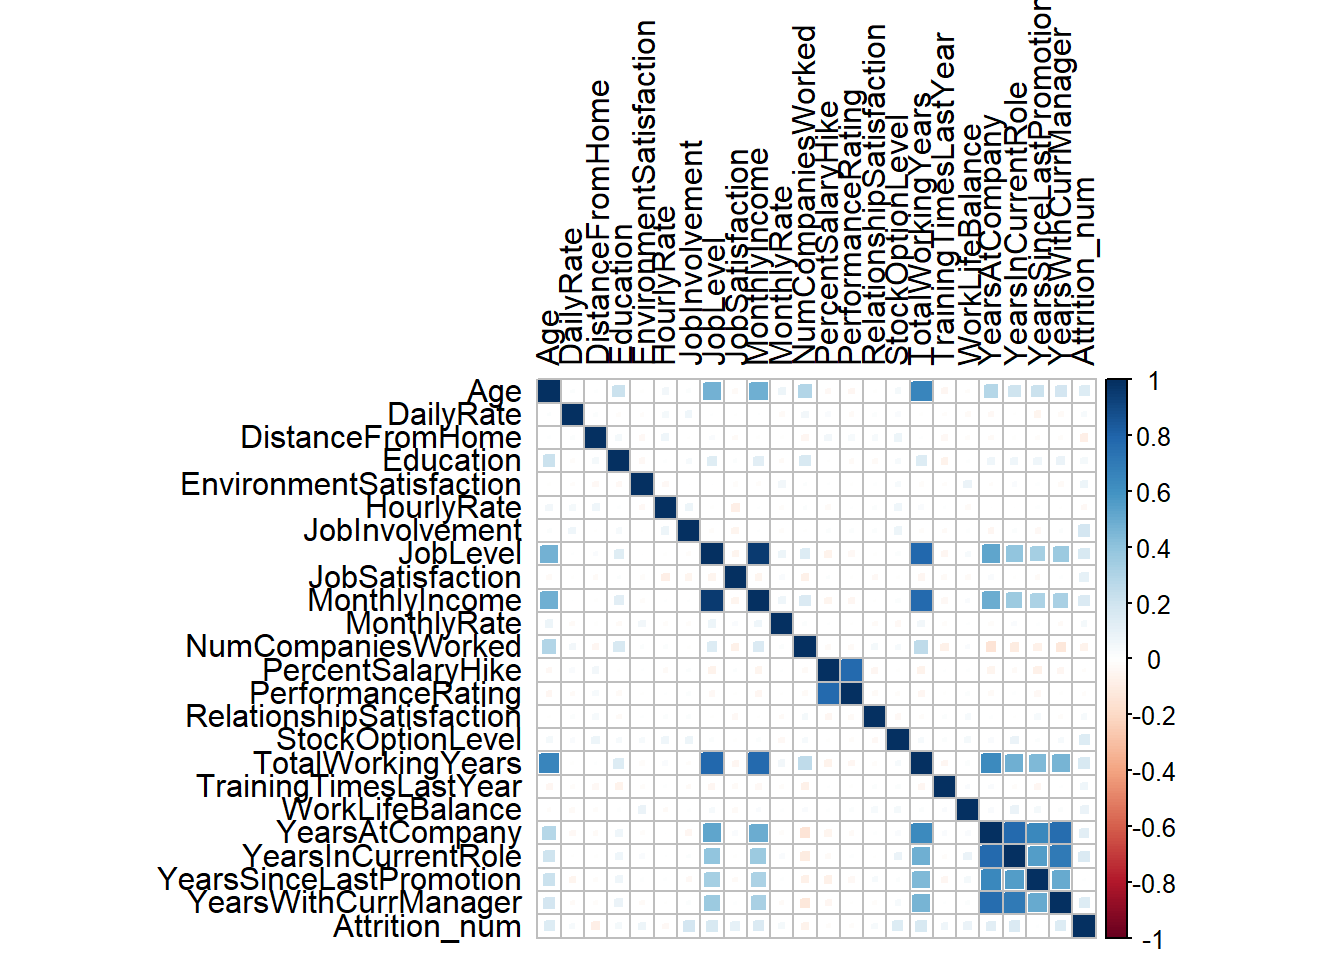 Age
DailyRate
DistanceFromHome
Education
EnvironmentSatisfaction
HourlyRate
JobInvolvement
JobLevel
JobSatisfaction
MonthlyIncome
MonthlyRate
NumCompaniesWorked
PercentSalaryHike
PerformanceRating
RelationshipSatisfaction
StockOptionLevel
TotalWorkingYears
TrainingTimesLastYear
WorkLifeBalance
YearsAtCompany
YearsInCurrentRole
YearsSinceLastPromotion
YearsWithCurrManager
Attrition_num
Age
DailyRate
DistanceFromHome
Education
EnvironmentSatisfaction
HourlyRate
JobInvolvement
JobLevel
JobSatisfaction
MonthlyIncome
MonthlyRate
NumCompaniesWorked
PercentSalaryHike
PerformanceRating
RelationshipSatisfaction
StockOptionLevel
TotalWorkingYears
TrainingTimesLastYear
WorkLifeBalance
YearsAtCompany
YearsInCurrentRole
YearsSinceLastPromotion
YearsWithCurrManager
Attrition_num
1
0.8
0.6
0.4
0.2
0
-0.2
-0.4
-0.6
-0.8
-1